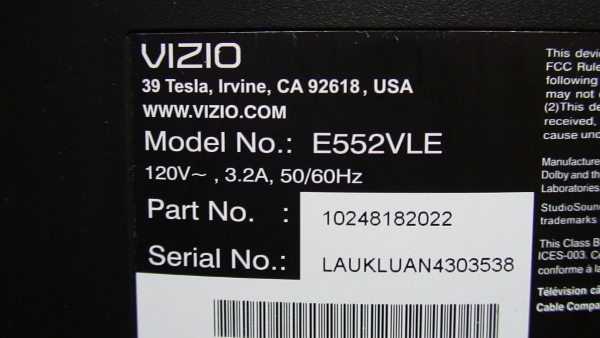 VIZIO
39 Tesla, Irvine, CA 92618, USA
WWW.VIZIO.COM
Model No.: E552VLE
120V~ , 3.2A, 50/60Hz
Part No. : 10248182022
Serial No.: LAUKLUAN4303538
This devi
FCC Rule
following
may not
(2)This de
received,
cause und
Manufacture
Dolby and th
Laboratories
StudioSoun
trademarks
This Class B
ICES-003. C
conforme à la
Télévision câ
Cable Compa